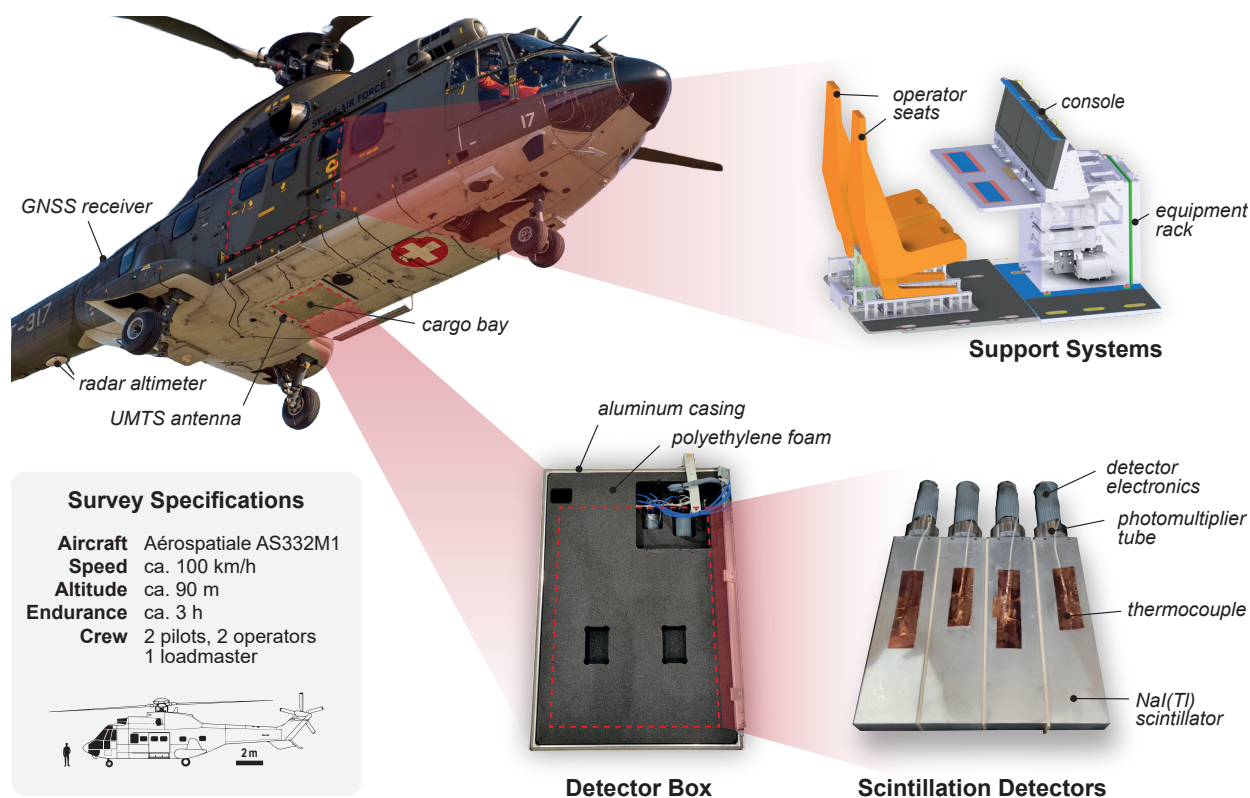 SWISS AIR FORCE
17
T-317
GNSS receiver
cargo bay
radar altimeter
UMTS antenna
operator
seats
console
equipment
rack
Support Systems
aluminum casing
polyethylene foam
Detector Box
detector
electronics
photomultiplier
tube
thermocouple
NaI(Tl)
scintillator
Scintillation Detectors
Survey Specifications
Aircraft Aérospatiale AS332M1
Speed ca. 100 km/h
Altitude ca. 90 m
Endurance ca. 3 h
Crew 2 pilots, 2 operators
1 loadmaster
2 m